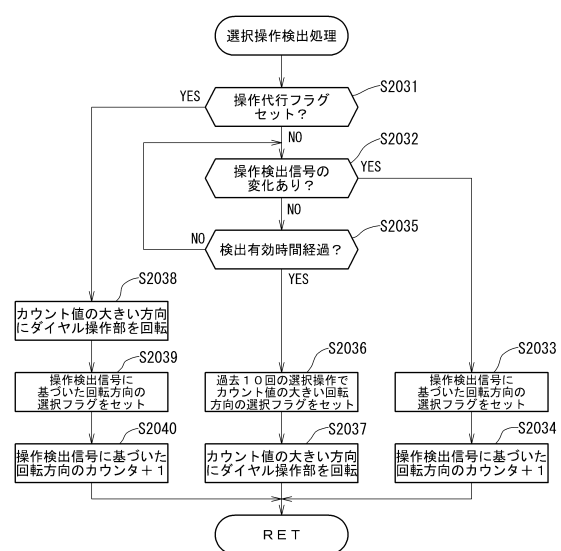 選択操作検出処理
S2031
YES
操作代行フラグ
セット？
NO
S2032
操作検出信号の
変化あり？
YES
NO
S2035
NO
検出有効時間経過？
YES
S2038
カウント値の大きい方向
にダイヤル操作部を回転
S2039
操作検出信号に
基づいた回転方向の
選択フラグをセット
S2036
過去１０回の選択操作で
カウント値の大きい回転
方向の選択フラグをセット
S2033
操作検出信号に
基づいた回転方向の
選択フラグをセット
S2040
操作検出信号に基づいた
回転方向のカウンタ＋１
S2037
カウント値の大きい方向
にダイヤル操作部を回転
S2034
操作検出信号に基づいた
回転方向のカウンタ＋１
ＲＥＴ